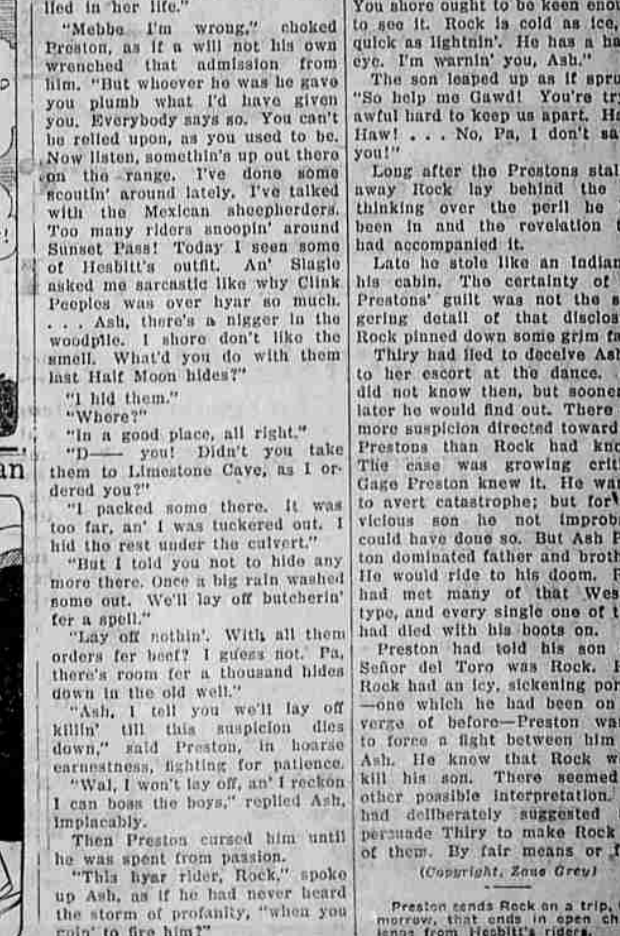 lied in her life."
"Mebbe I'm wrong," choked
Preston, as if a will not his own
wrenched that admission from
him. "But whoever he was he gave
you plumb what I'd have given
you. Everybody says so. You can't
be relied upon, as you used to be.
Now listen, somethin's up out there
on the range. I've done some
scoutin' around lately. I've talked
with the Mexican sheepherders.
Too many riders snoopin' around
Sunset Pass! Today I seen some
of Hesbitt's outfit. An' Slagle
asked me sarcastic like why Clink
Peeples was over hyar so much.
. . . Ash, there's a nigger in the
woodpile. I shore don't like the
smell. What'd you do with them
last Half Moon hides?"
"I hid them."
"Where?"
"In a good place, all right."
"D—— you! Didn't you take
them to Limestone Cave, as I or-
dered you?"
"I packed some there. It was
too far, an' I was tuckered out. I
hid the rest under the culvert."
"But I told you not to hide any
more there. Once a big rain washed
some out. We'll lay off butcherin'
fer a spell."
"Lay off nothin'. With all them
orders fer beef? I guess not. Pa,
there's room fer a thousand hides
down in the old well."
"Ash, I tell you we'll lay off
killin' till this suspicion dies
down," said Preston, in hoarse
earnestness, fighting for patience.
"Wal, I won't lay off, an' I reckon
I can boss the boys," replied Ash,
implacably.
Then Preston cursed him until
he was spent from passion.
"This hyar rider, Rock," spoke
up Ash, as if he had never heard
the storm of profanity, "when you
goin' to fire him?"
You shore ought to be keen enou
to see it. Rock is cold as ice,
quick as lightnin'. He has a ha
eye. I'm warnin' you, Ash."
The son leaped up as if spru
"So help me Gawd! You're try
awful hard to keep us apart. Ha
Haw! . . . No, Pa, I don't sa
you!"
Long after the Prestons stal
away Rock lay behind the
thinking over the peril he
been in and the revelation t
had accompanied it.
Late he stole like an Indian
his cabin. The certainty of
Prestons' guilt was not the s
gering detail of that disclos
Rock pinned down some grim fa
Thiry had lied to deceive Ash
to her escort at the dance.
did not know then, but sooner
later he would find out. There
more suspicion directed toward
Prestons than Rock had kno
The case was growing criti
Gage Preston knew it. He wan
to avert catastrophe; but for
vicious son he not improb
could have done so. But Ash P
ton dominated father and broth
He would ride to his doom. R
had met many of that Wes
type, and every single one of t
had died with his boots on.
Preston had told his son
Señor del Toro was Rock.
Rock had an icy, sickening por
—one which he had been on
verge of before—Preston wan
to force a fight between him
Ash. He knew that Rock w
kill his son. There seemed
other possible interpretation.
had deliberately suggested
persuade Thiry to make Rock
of them. By fair means or f
(Copyright, Zane Grey)
Preston sends Rock on a trip,
morrow, that ends in open ch
lenge from Hesbitt's riders.
an